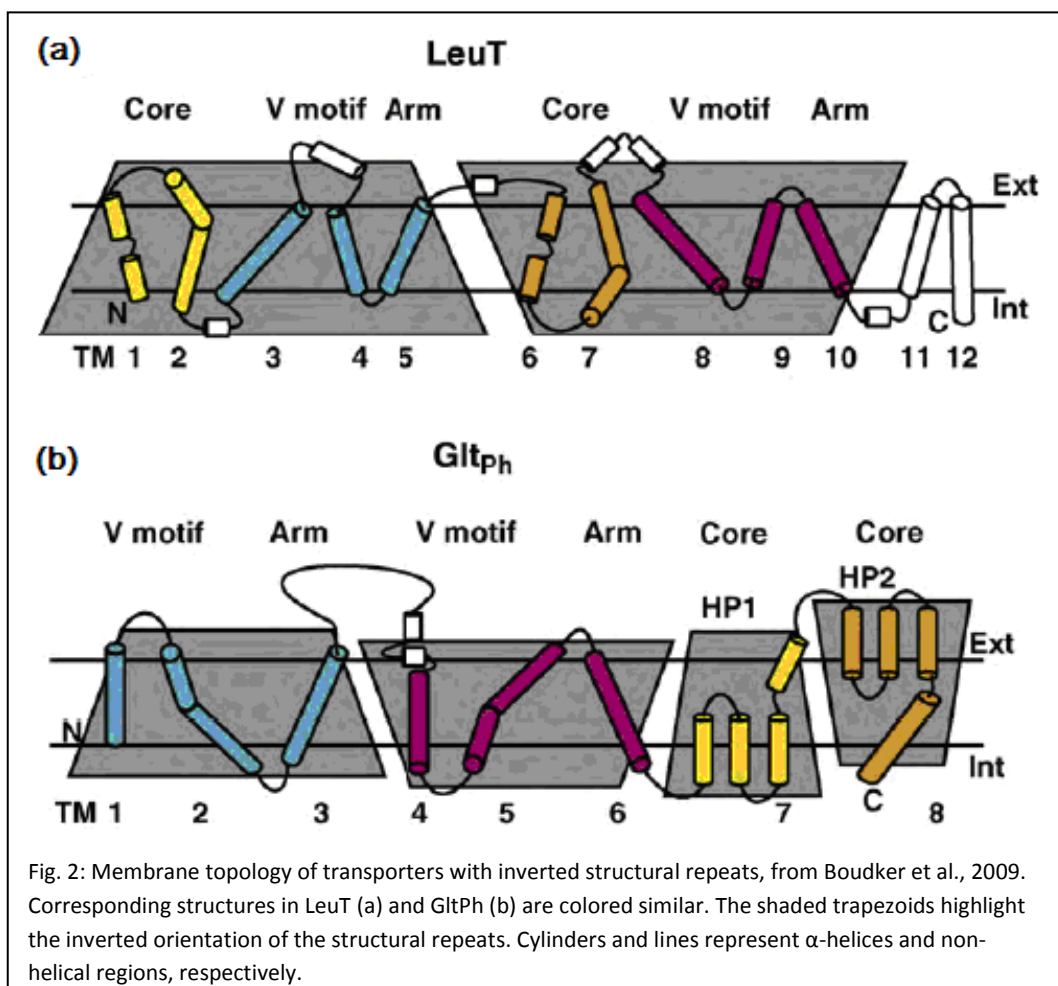 (a)
LeuT
Core V motif Arm Core V motif Arm
Ext
N C Int
TM 1 2 3 4 5 6 7 8 9 10 11 12
(b)
GltPh
V motif Arm V motif Arm Core Core
HP1 HP2
Ext
N
Int
C
TM 1 2 3 4 5 6 7 8
Fig. 2: Membrane topology of transporters with inverted structural repeats, from Boudker et al., 2009.
Corresponding structures in LeuT (a) and GltPh (b) are colored similar. The shaded trapezoids highlight
the inverted orientation of the structural repeats. Cylinders and lines represent α-helices and non-
helical regions, respectively.